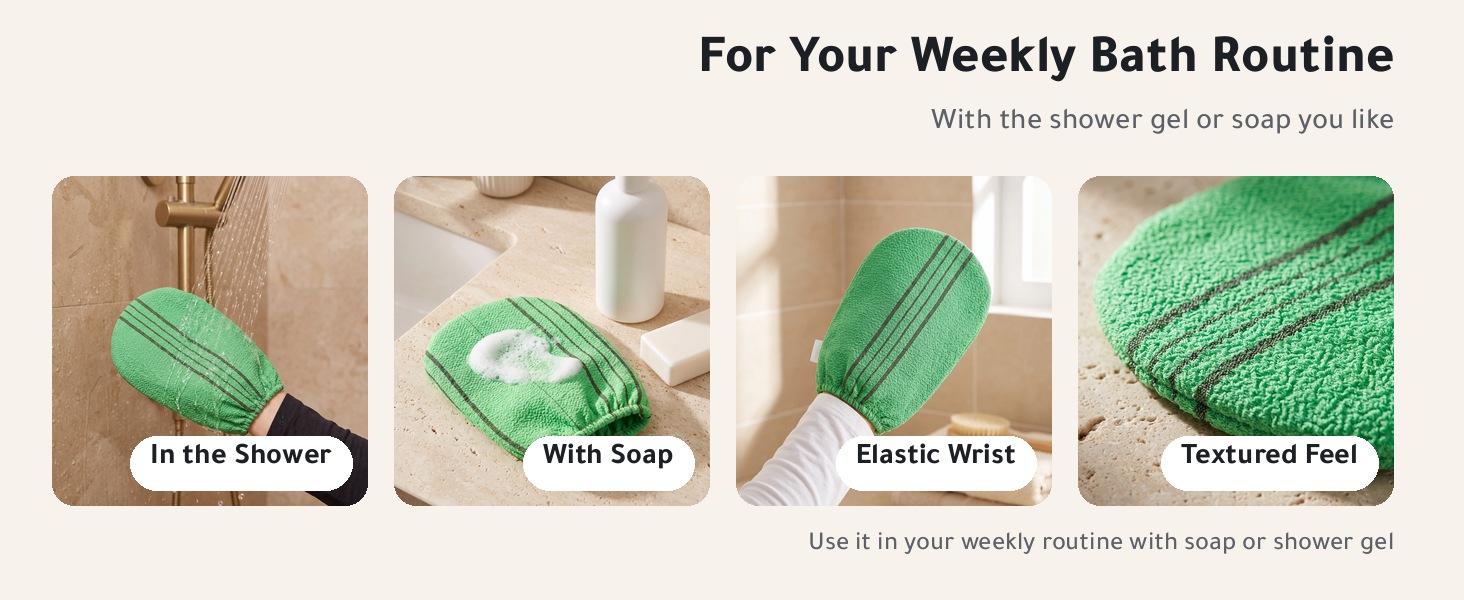 For Your Weekly Bath Routine
With the shower gel or soap you like
In the Shower
With Soap
Elastic Wrist
Textured Feel
Use it in your weekly routine with soap or shower gel